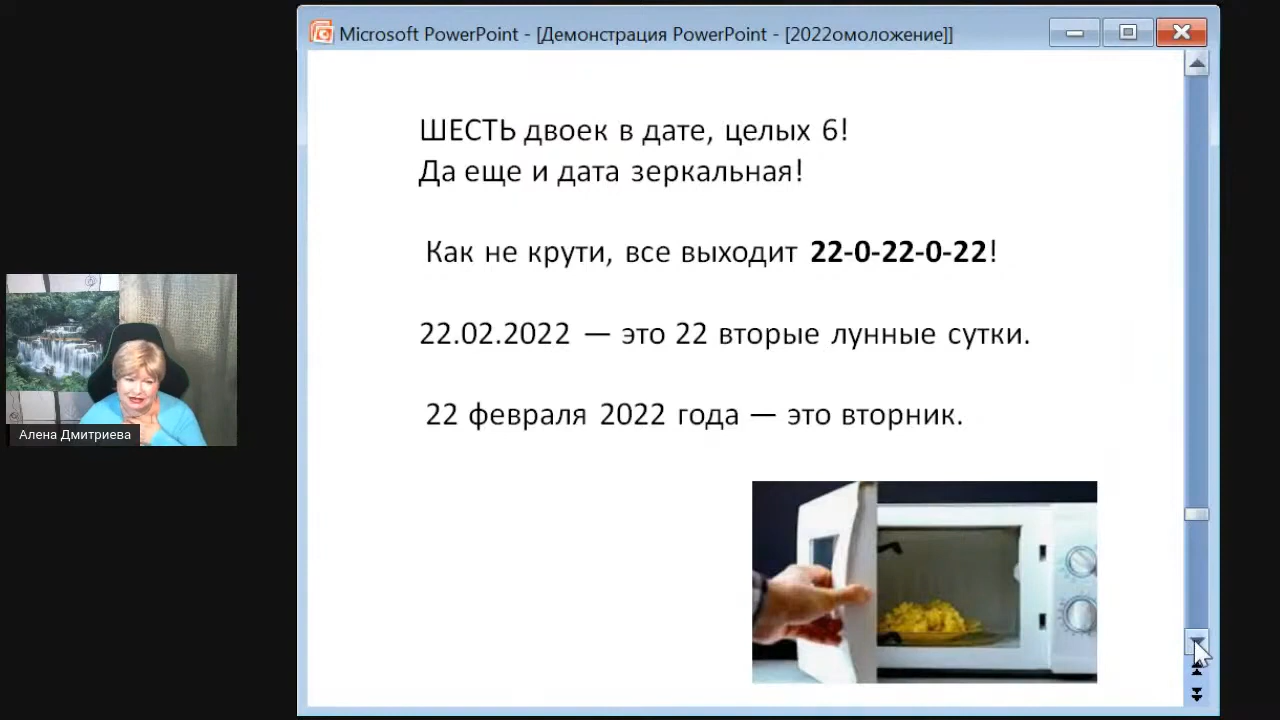 Microsoft PowerPoint - [Демонстрация PowerPoint - [2022омоложение]]
ШЕСТЬ двоек в дате, целых 6!
Да еще и дата зеркальная!
Как не крути, все выходит 22-0-22-0-22!
22.02.2022 — это 22 вторые лунные сутки.
22 февраля 2022 года — это вторник.
Алена Дмитриева